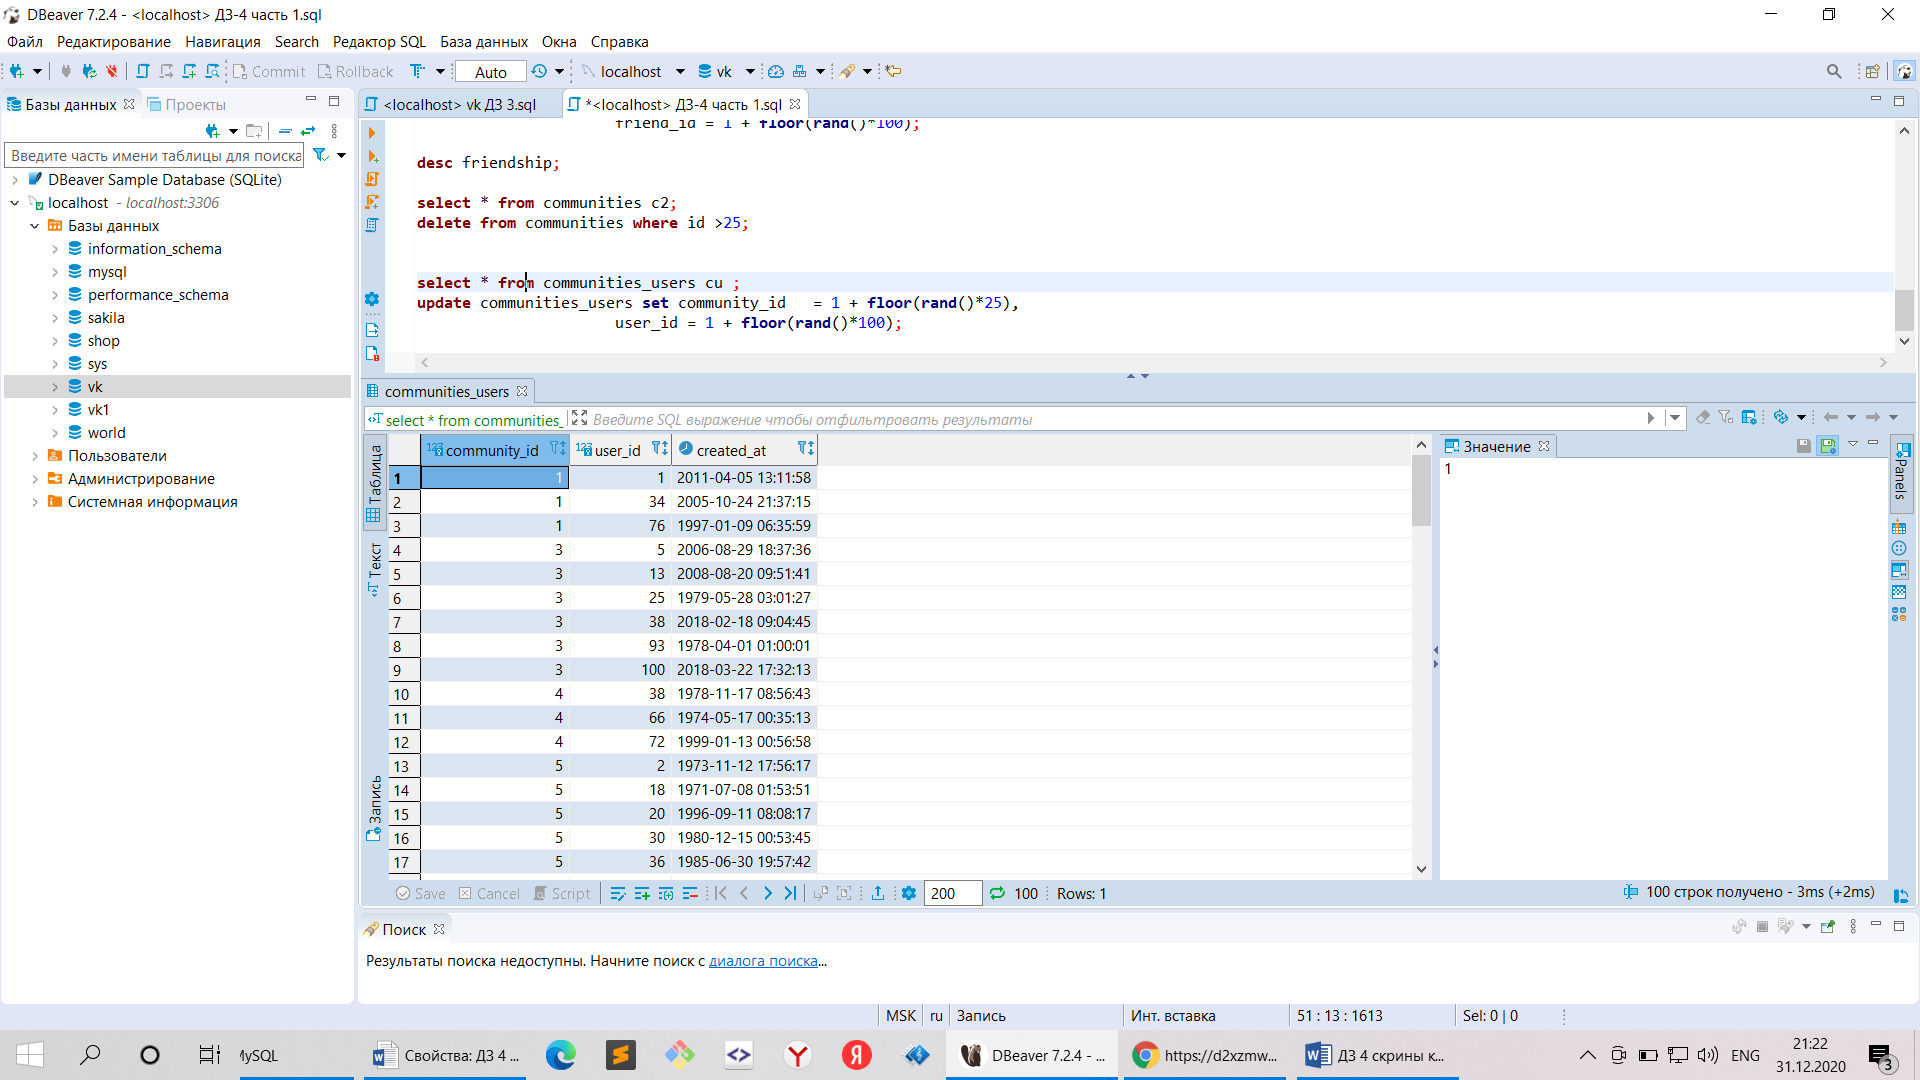 DBeaver 7.2.4 - <localhost> ДЗ-4 часть 1.sql
Файл Редактирование Навигация Search Редактор SQL База данных Окна Справка
Commit Rollback Auto localhost vk
Базы данных Проекты
<localhost> vk ДЗ 3.sql *<localhost> ДЗ-4 часть 1.sql
Введите часть имени таблицы для поиска
DBeaver Sample Database (SQLite)
localhost - localhost:3306
Базы данных
information_schema
mysql
performance_schema
sakila
shop
sys
vk
vk1
world
Пользователи
Администрирование
Системная информация
friend_id = 1 + floor(rand()*100);
desc friendship;
select * from communities c2;
delete from communities where id >25;
select * from communities_users cu ;
update communities_users set community_id = 1 + floor(rand()*25),
user_id = 1 + floor(rand()*100);
communities_users
select * from communities_ Введите SQL выражение чтобы отфильтровать результаты
Таблица
Текст
Запись
community_id user_id created_at
1 1 1 2011-04-05 13:11:58
2 1 34 2005-10-24 21:37:15
3 1 76 1997-01-09 06:35:59
4 3 5 2006-08-29 18:37:36
5 3 13 2008-08-20 09:51:41
6 3 25 1979-05-28 03:01:27
7 3 38 2018-02-18 09:04:45
8 3 93 1978-04-01 01:00:01
9 3 100 2018-03-22 17:32:13
10 4 38 1978-11-17 08:56:43
11 4 66 1974-05-17 00:35:13
12 4 72 1999-01-13 00:56:58
13 5 2 1973-11-12 17:56:17
14 5 18 1971-07-08 01:53:51
15 5 20 1996-09-11 08:08:17
16 5 30 1980-12-15 00:53:45
17 5 36 1985-06-30 19:57:42
Значение
1
Panels
Save Cancel Script 200 100 Rows: 1
100 строк получено - 3ms (+2ms)
Поиск
Результаты поиска недоступны. Начните поиск с диалога поиска...
MSK ru Запись Инт. вставка 51 : 13 : 1613 Sel: 0 | 0
MySQL Свойства: ДЗ 4 ... DBeaver 7.2.4 - ... https://d2xzmw... ДЗ 4 скрины к... ENG
21:22
31.12.2020
3